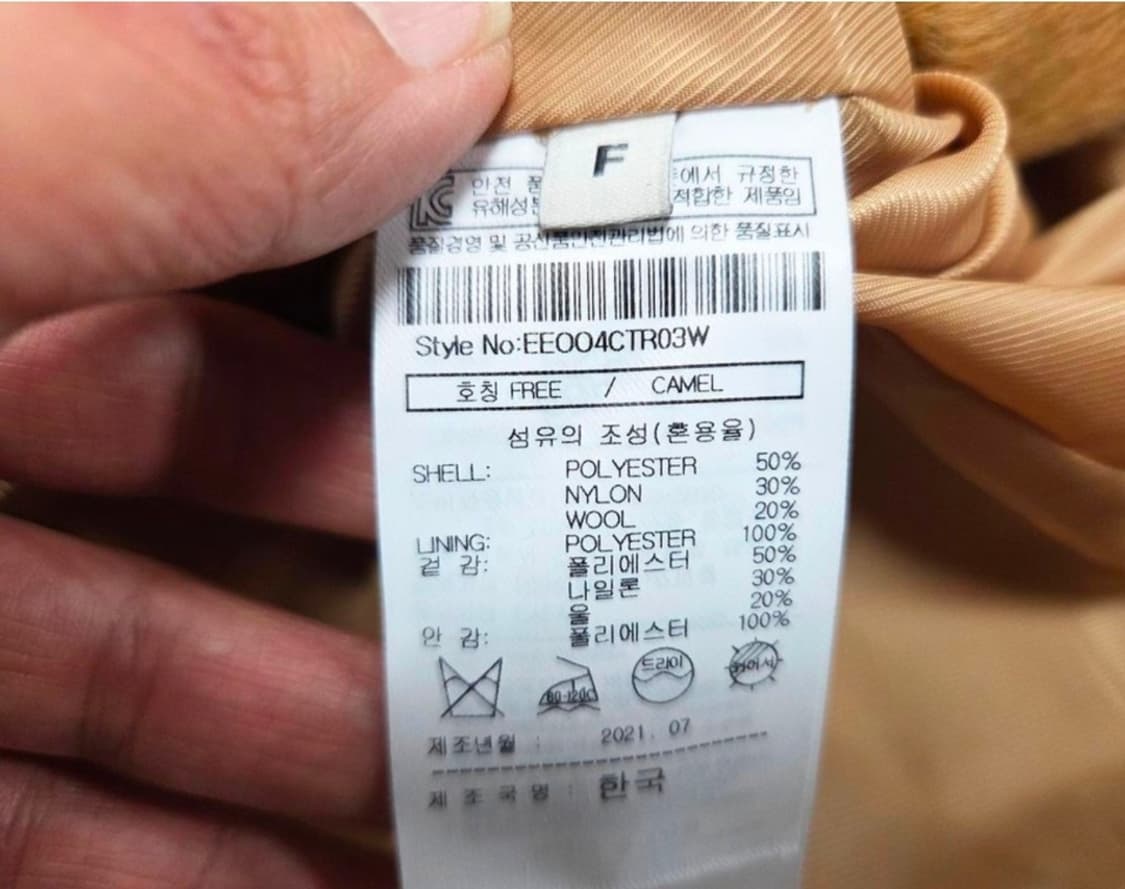 F
안전 품 에서 규정한
유해성분 적합한 제품임
품질경영 및 공산품안전관리법에 의한 품질표시
Style No:EE004CTR03W
호칭 FREE / CAMEL
섬유의 조성(혼용율)
SHELL: POLYESTER 50%
NYLON 30%
WOOL 20%
LINING: POLYESTER 100%
겉 감: 폴리에스터 50%
나일론 30%
울 20%
안 감: 폴리에스터 100%
80-120C 드라이 뉘어서
제조년월 : 2021. 07
제 조 국 명 : 한국